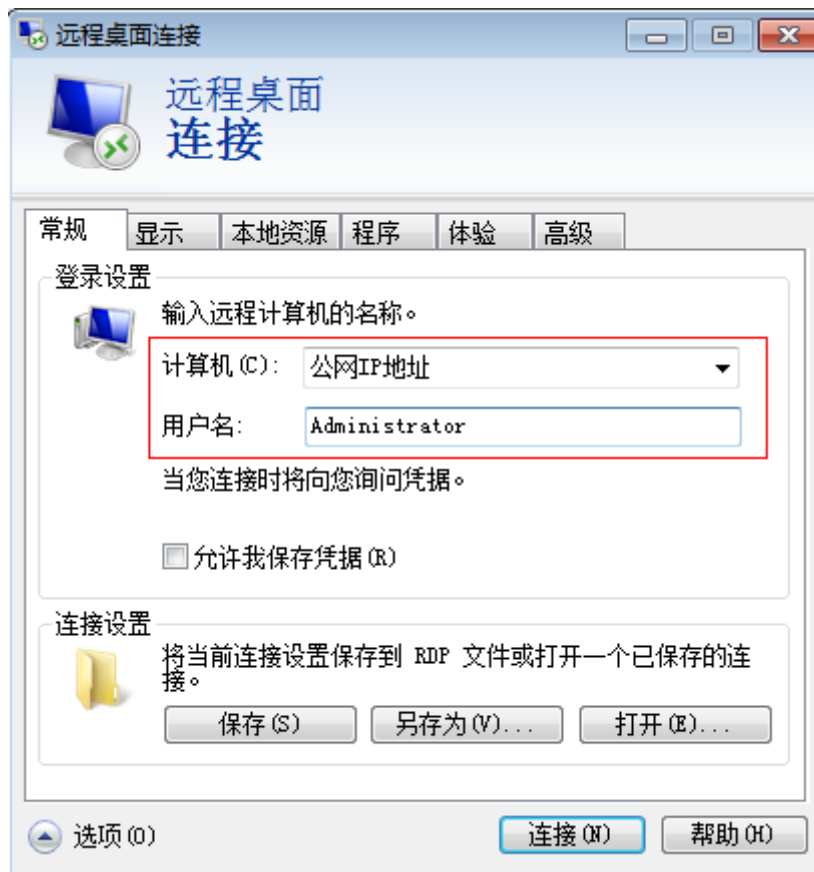 远程桌面连接
远程桌面
连接
常规 显示 本地资源 程序 体验 高级
登录设置
输入远程计算机的名称。
计算机(C): 公网IP地址
用户名: Administrator
当您连接时将向您询问凭据。
允许我保存凭据(R)
连接设置
将当前连接设置保存到 RDP 文件或打开一个已保存的连
接。
保存(S) 另存为(V)... 打开(E)...
选项(O) 连接(N) 帮助(H)